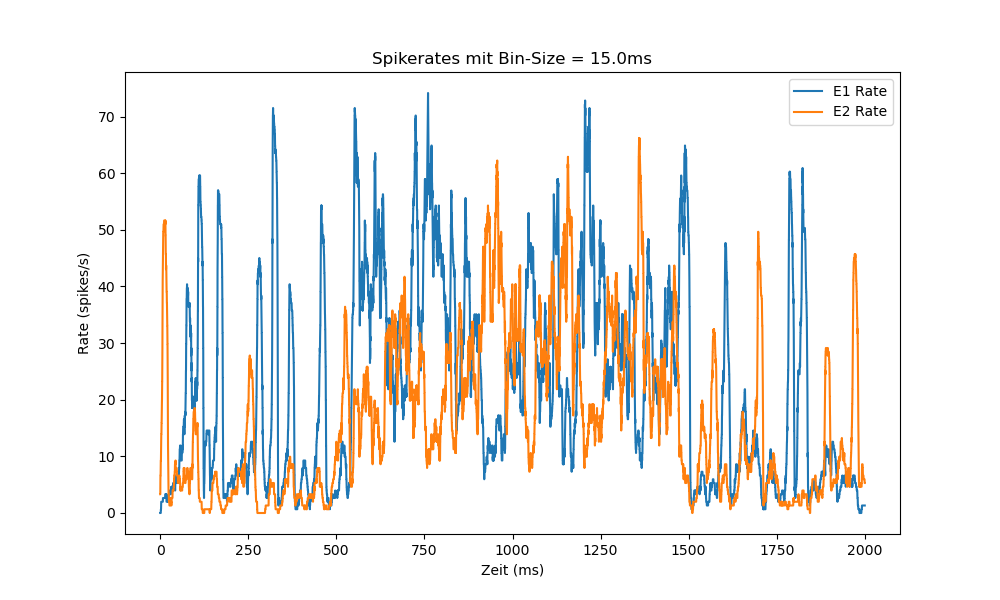 Spikerates mit Bin-Size = 15.0ms
E1 Rate
E2 Rate
Rate (spikes/s)
70
60
50
40
30
20
10
0
0 250 500 750 1000 1250 1500 1750 2000
Zeit (ms)